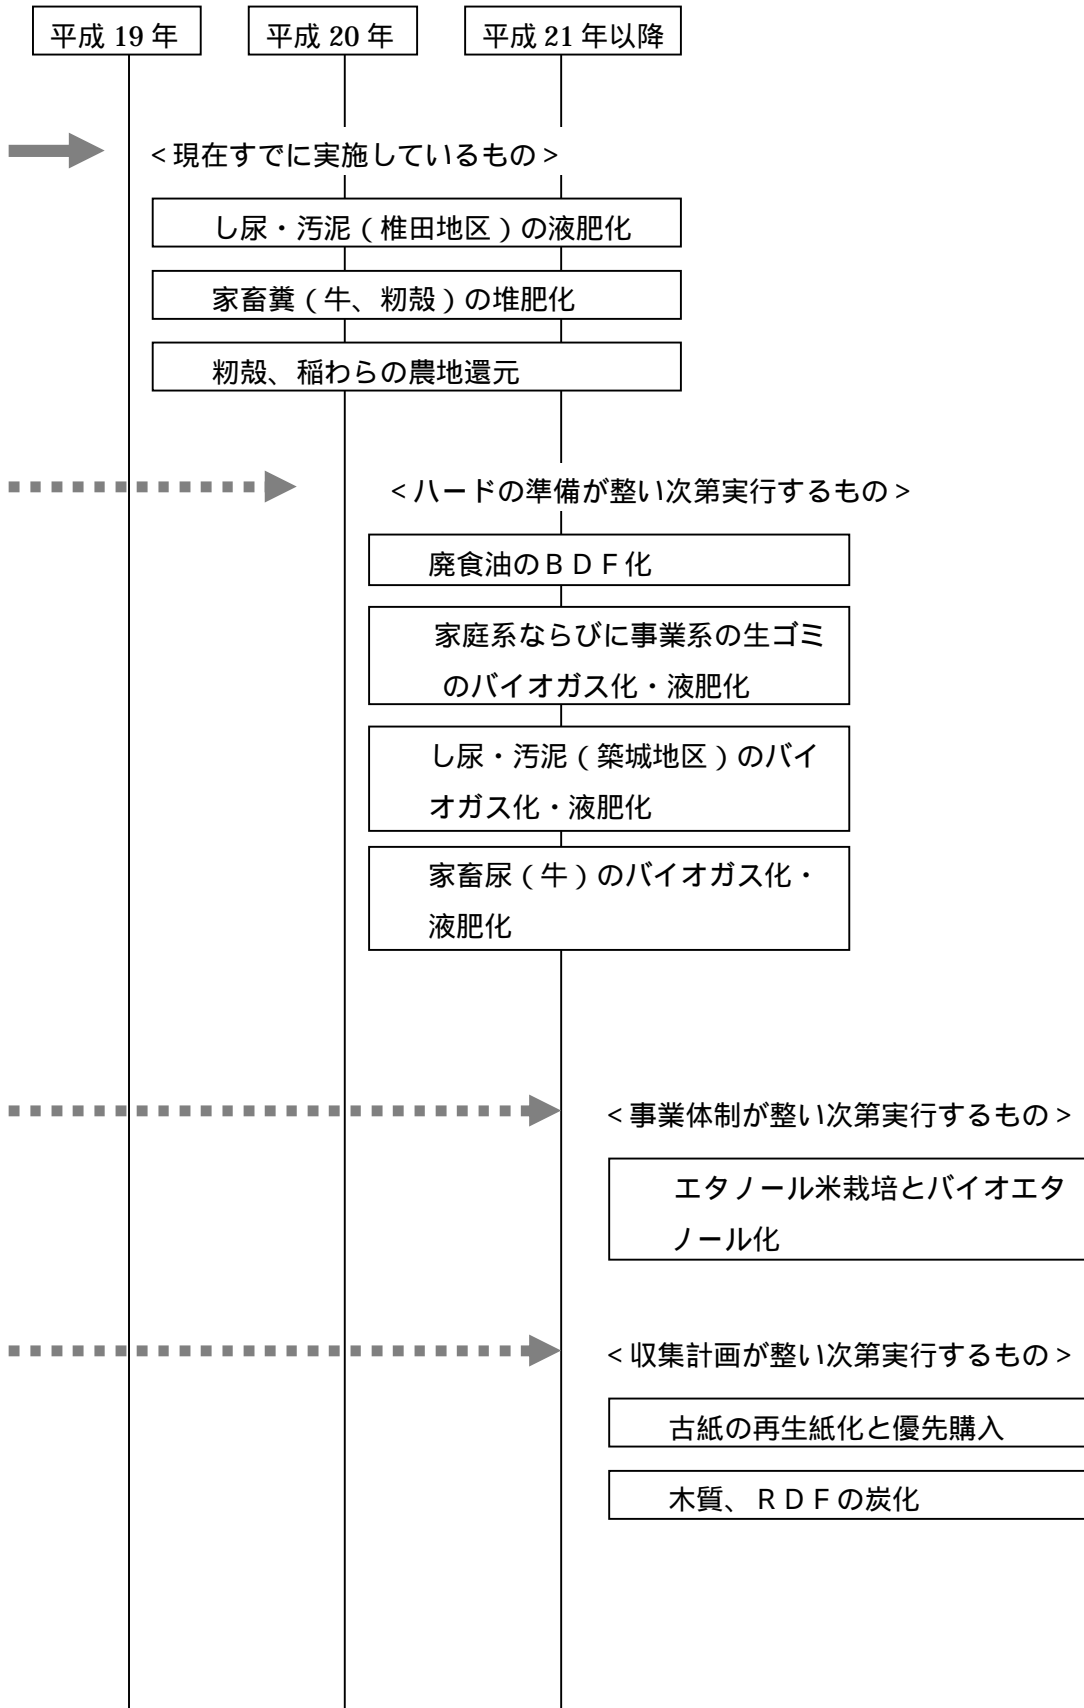 平成 19 年
平成 20 年
平成 21 年以降
＜現在すでに実施しているもの＞
し尿・汚泥（椎田地区）の液肥化
家畜糞（牛、籾殻）の堆肥化
籾殻、稲わらの農地還元
＜ハードの準備が整い次第実行するもの＞
廃食油のＢＤＦ化
家庭系ならびに事業系の生ゴミ
のバイオガス化・液肥化
し尿・汚泥（築城地区）のバイ
オガス化・液肥化
家畜尿（牛）のバイオガス化・
液肥化
＜事業体制が整い次第実行するもの＞
エタノール米栽培とバイオエタ
ノール化
＜収集計画が整い次第実行するもの＞
古紙の再生紙化と優先購入
木質、ＲＤＦの炭化